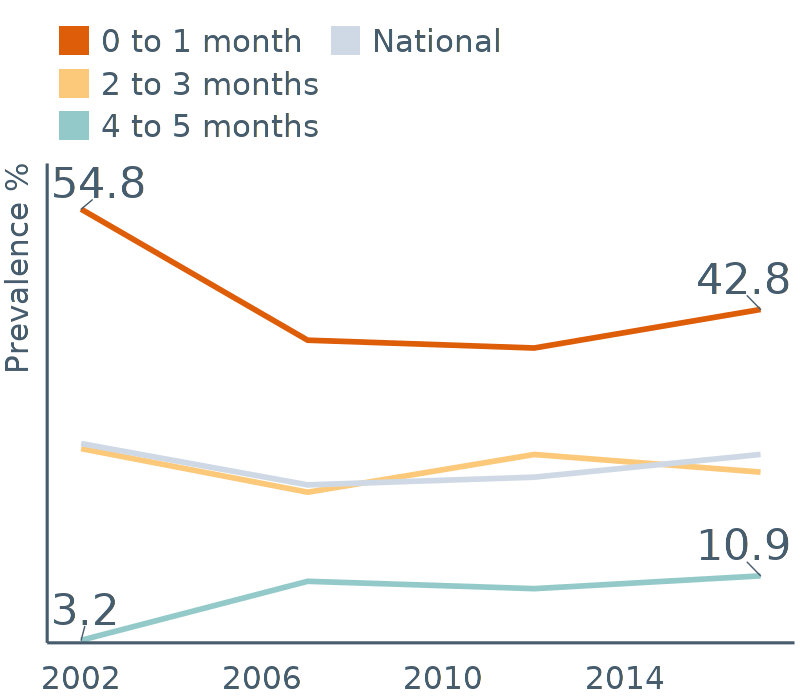 0 to 1 month
National
2 to 3 months
4 to 5 months
Prevalence %
54.8
42.8
10.9
3.2
2002 2006 2010 2014